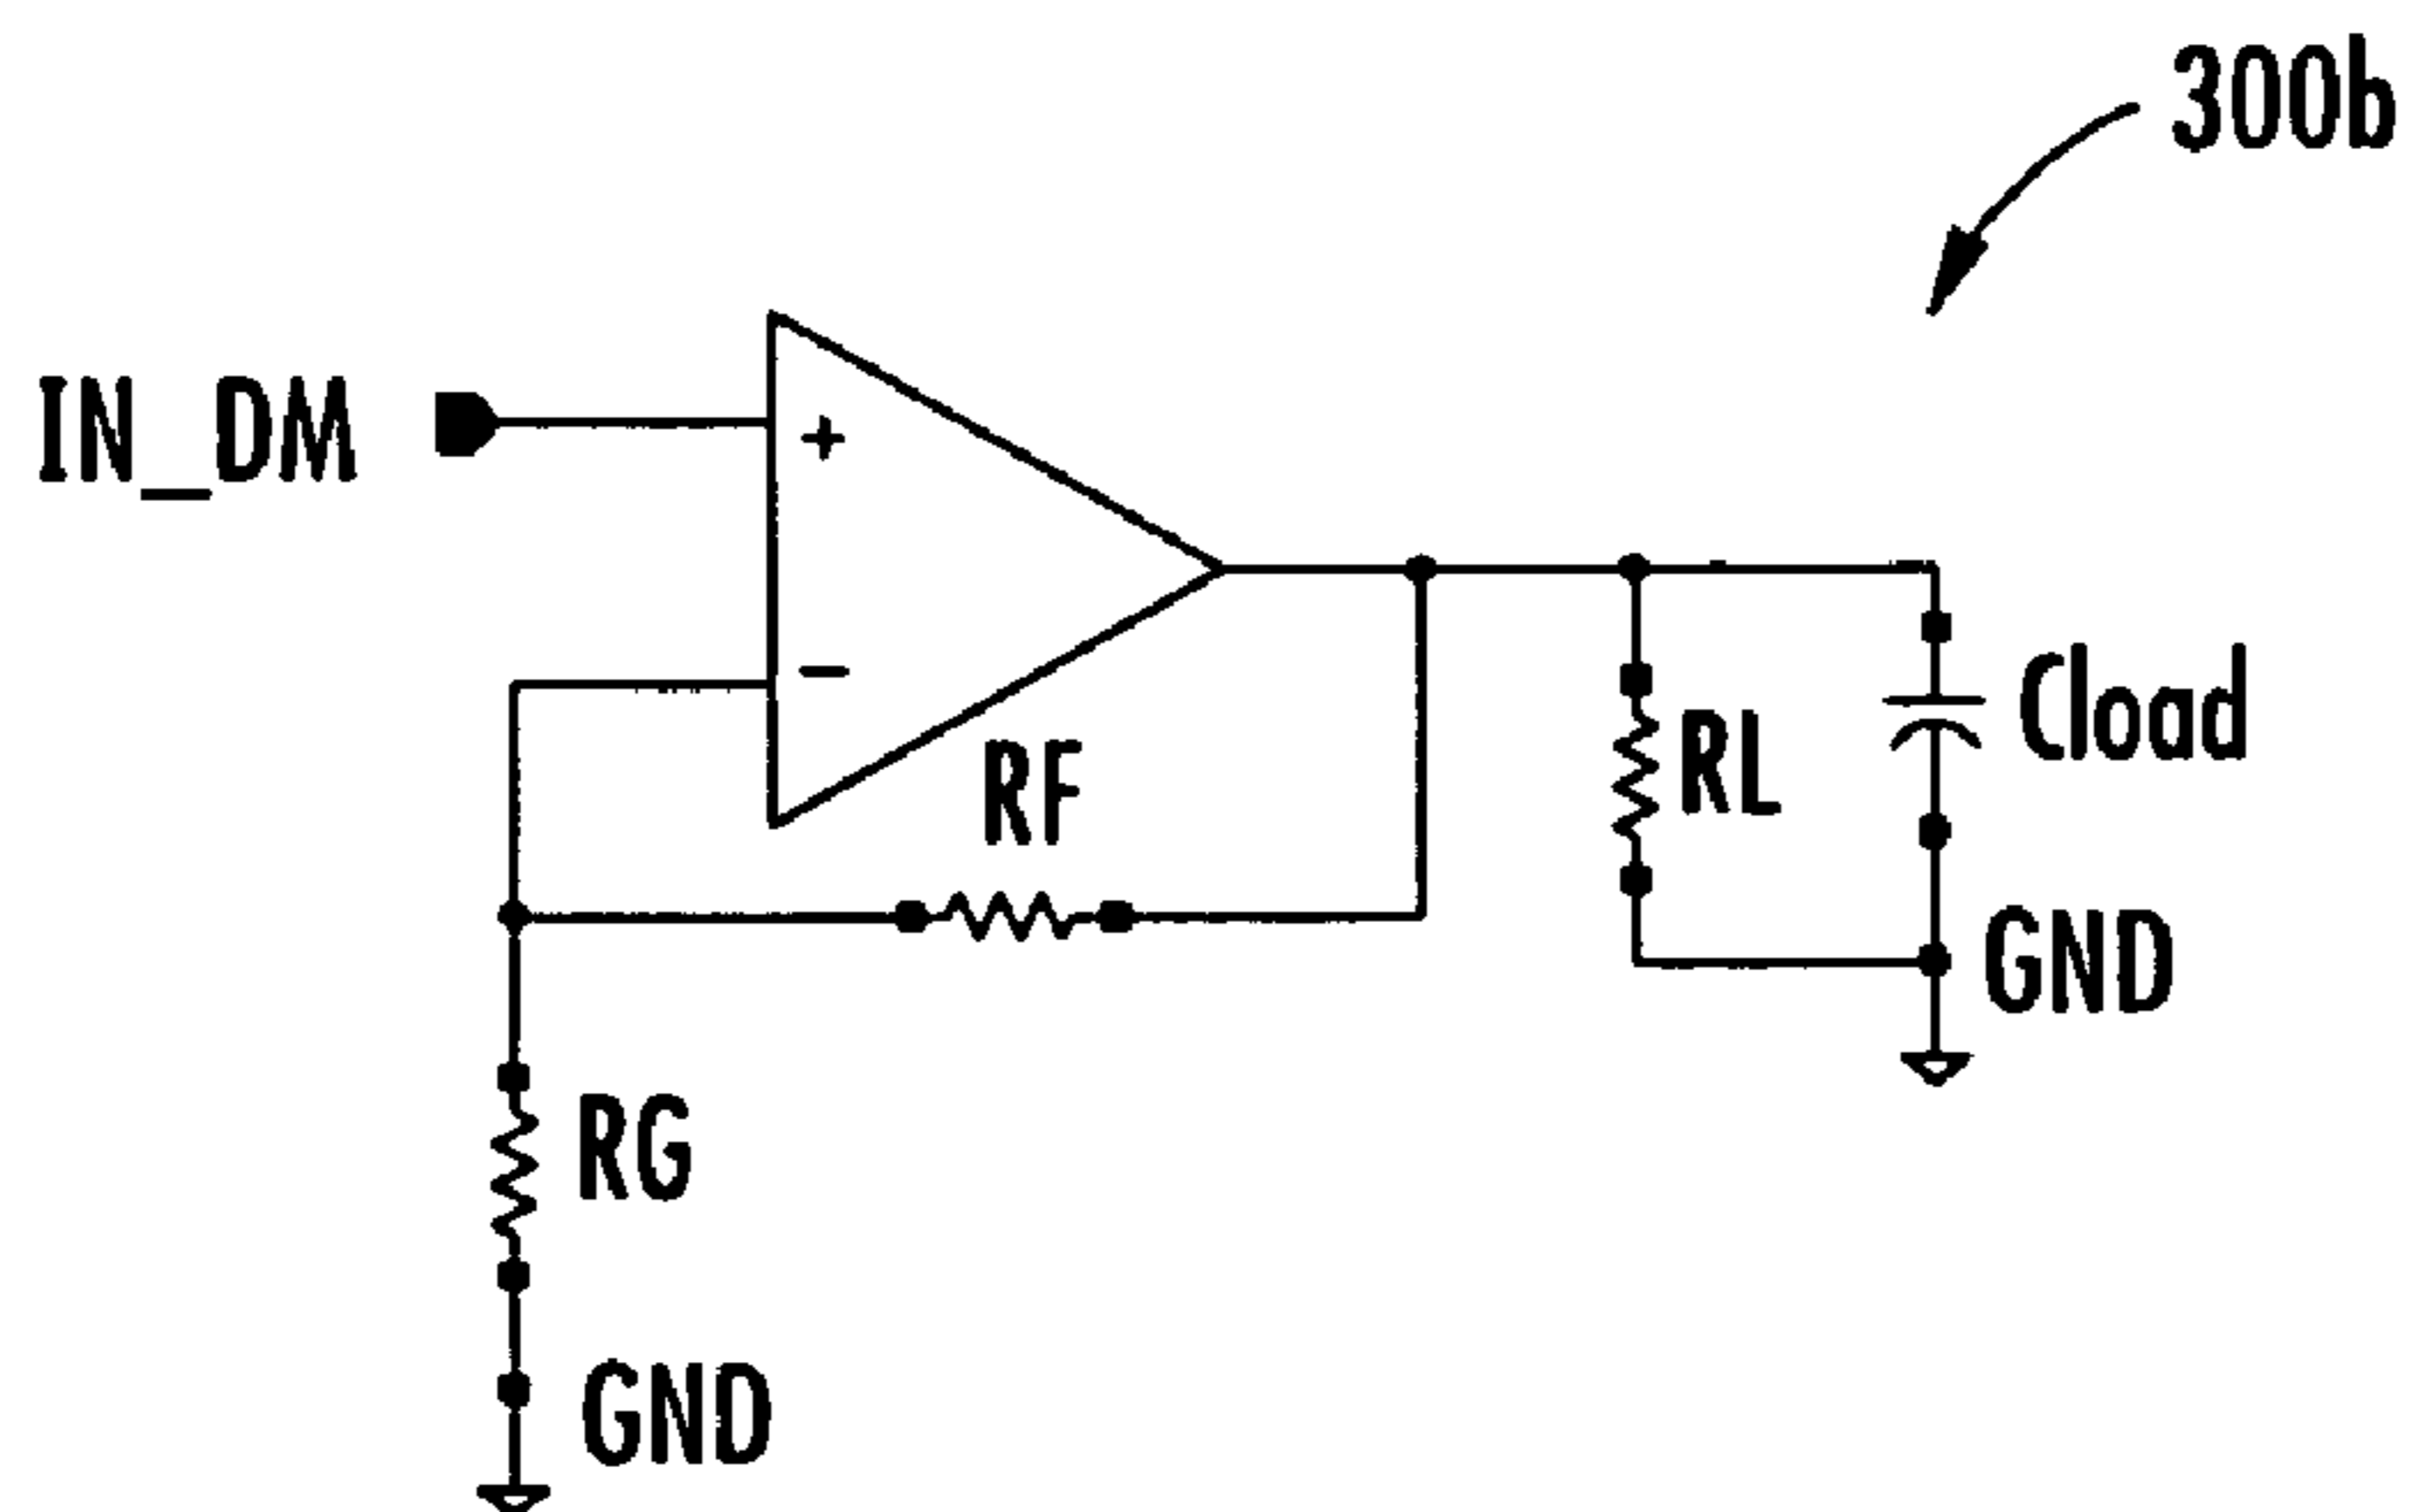 300b
IN_DM
+
−
RF
RL
Cload
GND
RG
GND